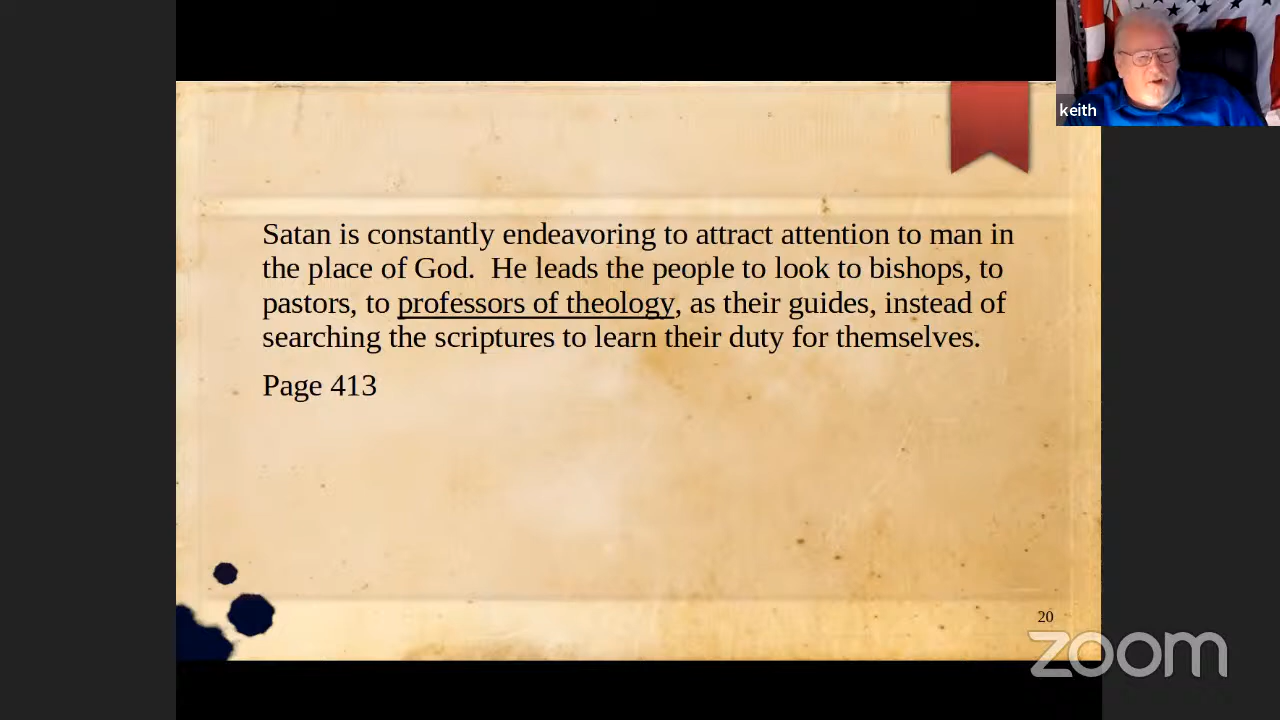 keith
Satan is constantly endeavoring to attract attention to man in
the place of God.  He leads the people to look to bishops, to
pastors, to professors of theology, as their guides, instead of
searching the scriptures to learn their duty for themselves.
Page 413
20
zoom